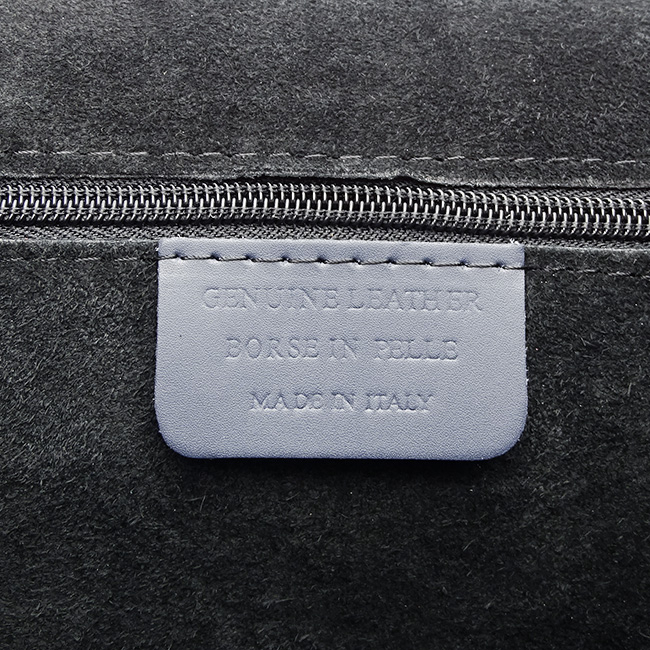 GENUINE LEATHER
BORSE IN PELLE
MADE IN ITALY